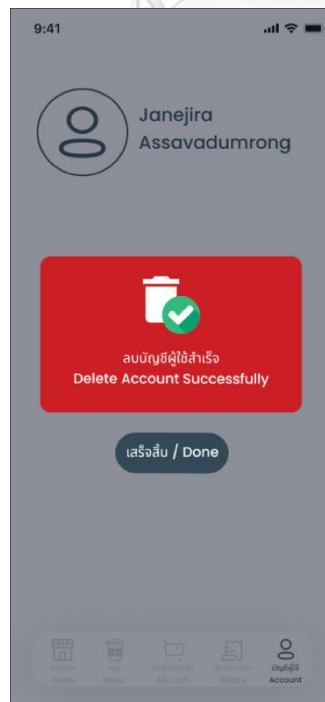 9:41
Janejira
Assavadumrong
ลบบัญชีผู้ใช้สำเร็จ
Delete Account Successfully
เสร็จสิ้น / Done
Home
Menu
My Cart
History
บัญชีผู้ใช้
Account